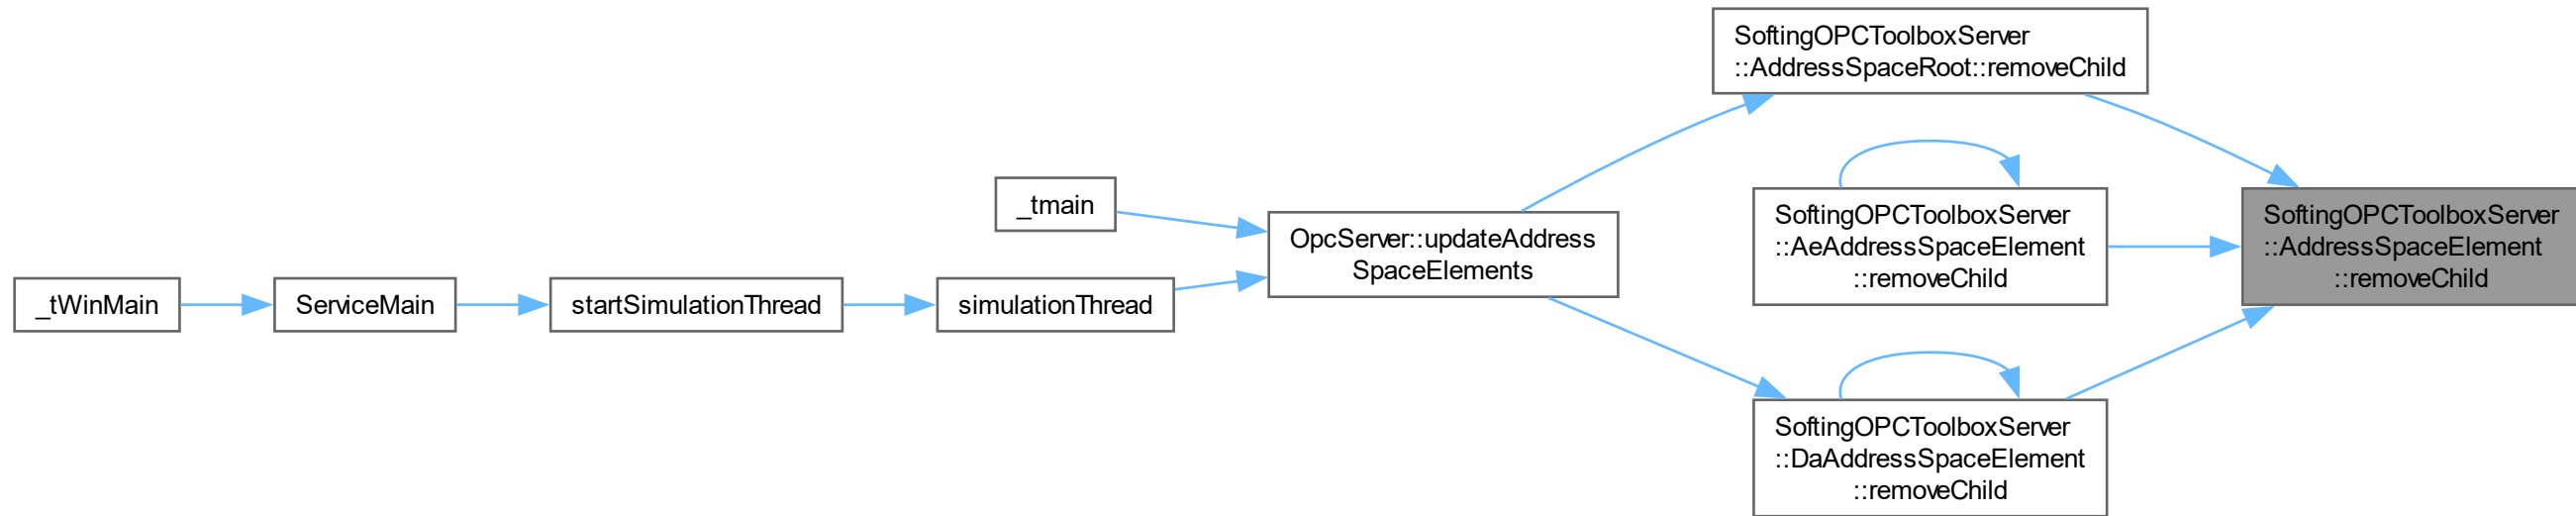 SoftingOPCToolboxServer
::AddressSpaceRoot::removeChild
_tmain
OpcServer::updateAddress
SpaceElements
SoftingOPCToolboxServer
::AeAddressSpaceElement
::removeChild
SoftingOPCToolboxServer
::AddressSpaceElement
::removeChild
_tWinMain
ServiceMain
startSimulationThread
simulationThread
SoftingOPCToolboxServer
::DaAddressSpaceElement
::removeChild